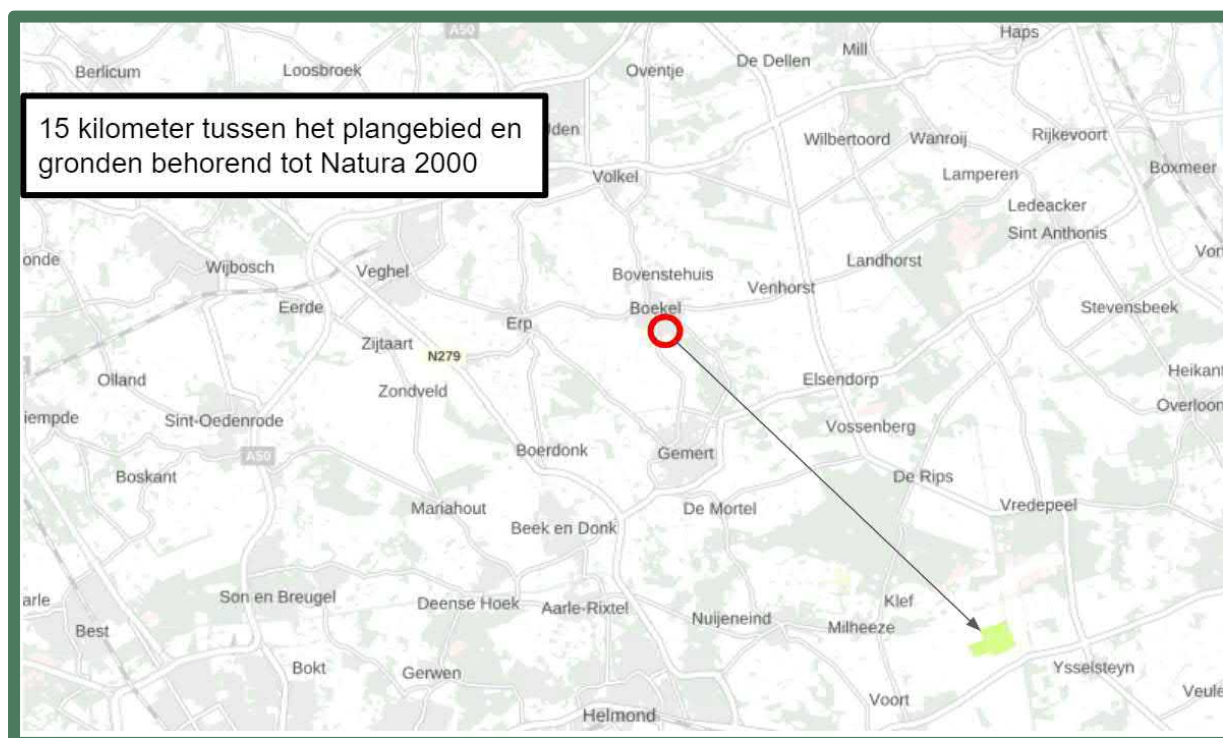 A50
Haps
Mill
De Dellen
Berlicum
Loosbroek
Oventje
15 kilometer tussen het plangebied en
gronden behorend tot Natura 2000
Wilbertoord
Wanroij
Rijkevoort
Boxmeer
Volkel
Lamperen
Ledeacker
Sint Anthonis
Wijbosch
Veghel
Bovenstehuis
Landhorst
Venhorst
Eerde
Erp
Boekel
Stevensbeek
Zijtaart
N279
Olland
Zondveld
Elsendorp
Heikant
Overloon
Sint-Oedenrode
Vossenberg
A50
Boerdonk
Gemert
Boskant
De Rips
Mariahout
De Mortel
Vredepeel
Beek en Donk
Son en Breugel
Deense Hoek
Aarle-Rixtel
Klef
Best
Nuijeneind
Milheeze
Bokt
Gerwen
Ysselsteyn
Voort
Helmond